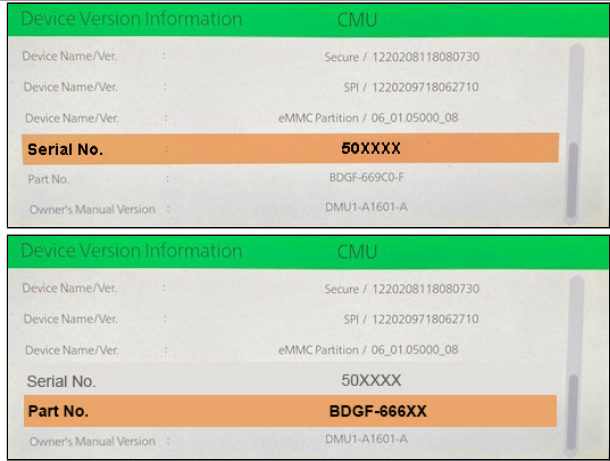 Device Version Information CMU
Device Name/Ver. : Secure / 1220208118080730
Device Name/Ver. : SPI / 1220209718062710
Device Name/Ver. : eMMC Partition / 06_01.05000_08
Serial No. : 50XXXX
Part No. : BDGF-669C0-F
Owner's Manual Version : DMU1-A1601-A
Device Version Information CMU
Device Name/Ver. : Secure / 1220208118080730
Device Name/Ver. : SPI / 1220209718062710
Device Name/Ver. : eMMC Partition / 06_01.05000_08
Serial No. 50XXXX
Part No. BDGF-666XX
Owner's Manual Version : DMU1-A1601-A